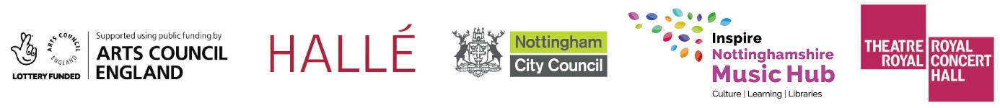 LOTTERY FUNDED
ARTS COUNCIL
ENGLAND
Supported using public funding by
ARTS COUNCIL
ENGLAND
HALLÉ
Nottingham
City Council
Inspire
Nottinghamshire
Music Hub
Culture | Learning | Libraries
THEATRE
ROYAL
ROYAL
CONCERT
HALL